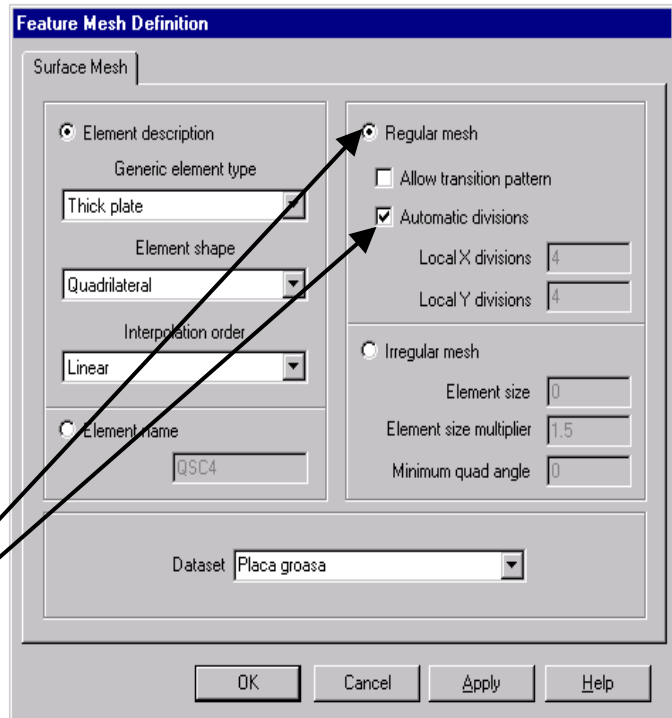 Feature Mesh Definition
Surface Mesh
Element description
Generic element type
Thick plate
Element shape
Quadrilateral
Interpolation order
Linear
Element name
QSC4
Regular mesh
Allow transition pattern
Automatic divisions
Local X divisions 4
Local Y divisions 4
Irregular mesh
Element size 0
Element size multiplier 1.5
Minimum quad angle 0
Dataset Placa groasa
OK Cancel Apply Help